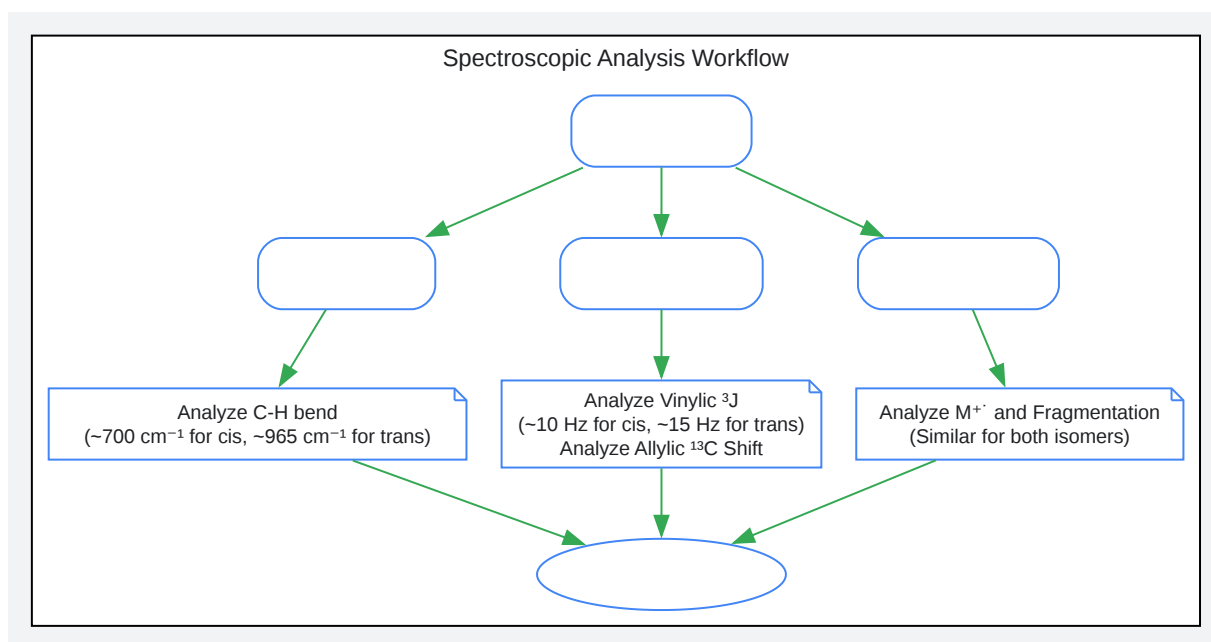 Spectroscopic Analysis Workflow
Analyze C-H bend
(~700 cm⁻¹ for cis, ~965 cm⁻¹ for trans)
Analyze Vinylic ³J
(~10 Hz for cis, ~15 Hz for trans)
Analyze Allylic ¹³C Shift
Analyze M⁺˙ and Fragmentation
(Similar for both isomers)